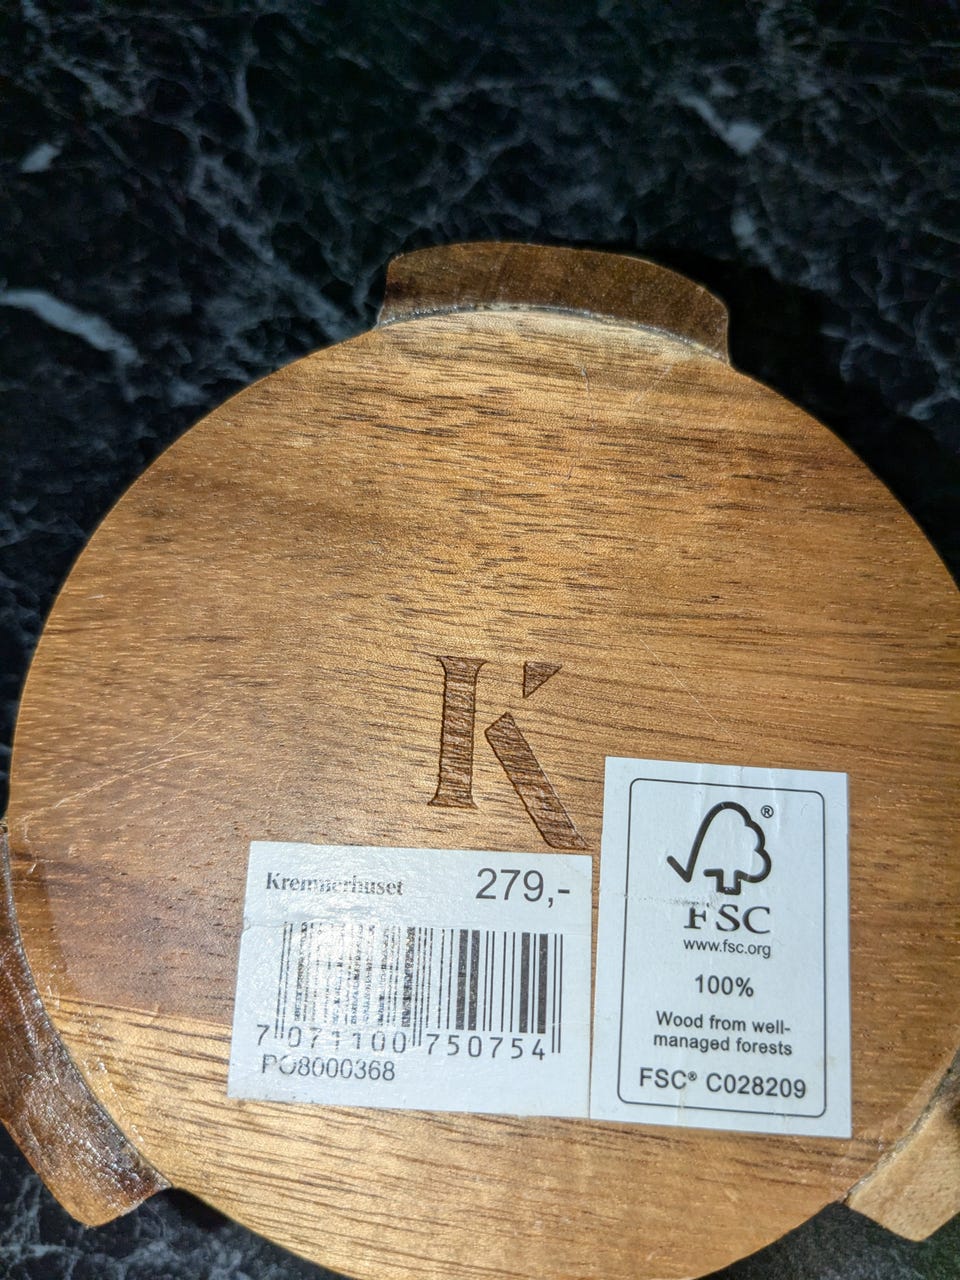 K
Kremmerhuset 279,-
7 071100 750754
PO8000368
®
FSC
www.fsc.org
100%
Wood from well-
managed forests
FSC® C028209